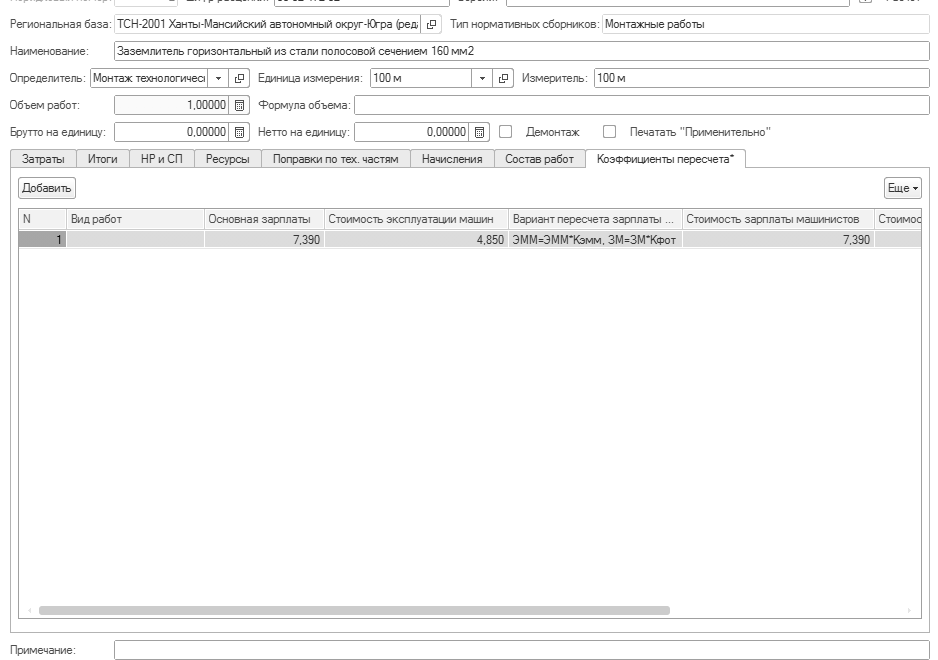 Региональная база: ТСН-2001 Ханты-Мансийский автономный округ-Югра (реда Тип нормативных сборников: Монтажные работы
Наименование: Заземлитель горизонтальный из стали полосовой сечением 160 мм2
Определитель: Монтаж технологичесн Единица измерения: 100 м Измеритель: 100 м
Объем работ: 1,00000 Формула объема:
Брутто на единицу: 0,00000 Нетто на единицу: 0,00000 Демонтаж Печатать "Применительно"
Затраты Итоги НР и СП Ресурсы Поправки по тех. частям Начисления Состав работ Коэффициенты пересчета*
Добавить Еще
N Вид работ Основная зарплаты Стоимость эксплуатации машин Вариант пересчета зарплаты ... Стоимость зарплаты машинистов Стоимос
1 7,390 4,850 ЭММ=ЭММ*Кэмм, ЗМ=ЗМ*Кфот 7,390
Примечание: